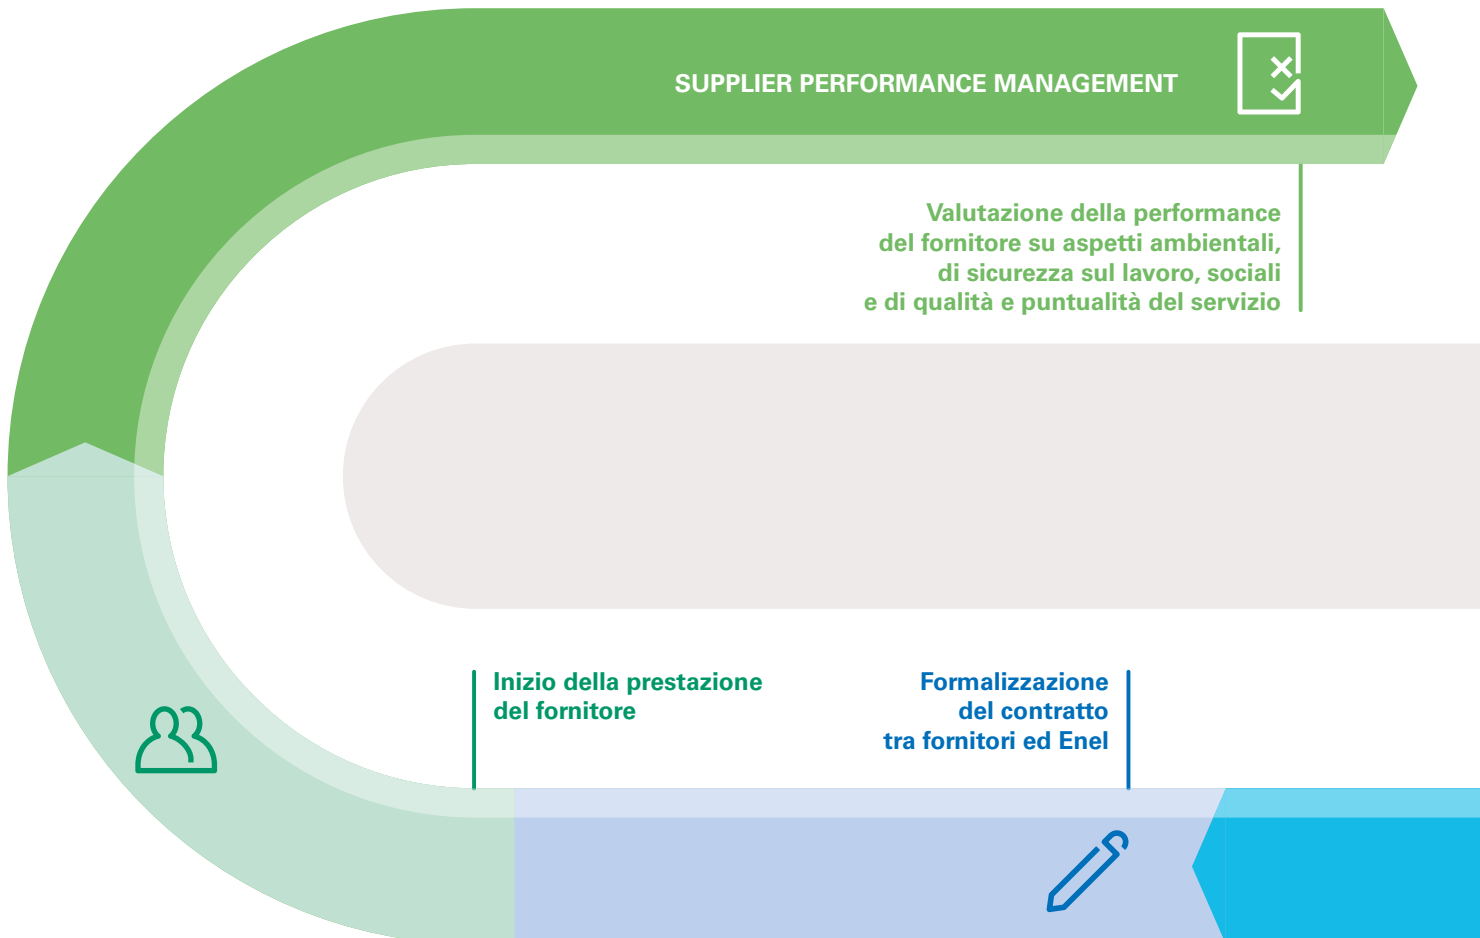 SUPPLIER PERFORMANCE MANAGEMENT
Valutazione della performance
del fornitore su aspetti ambientali,
di sicurezza sul lavoro, sociali
e di qualità e puntualità del servizio
Inizio della prestazione
del fornitore
Formalizzazione
del contratto
tra fornitori ed Enel